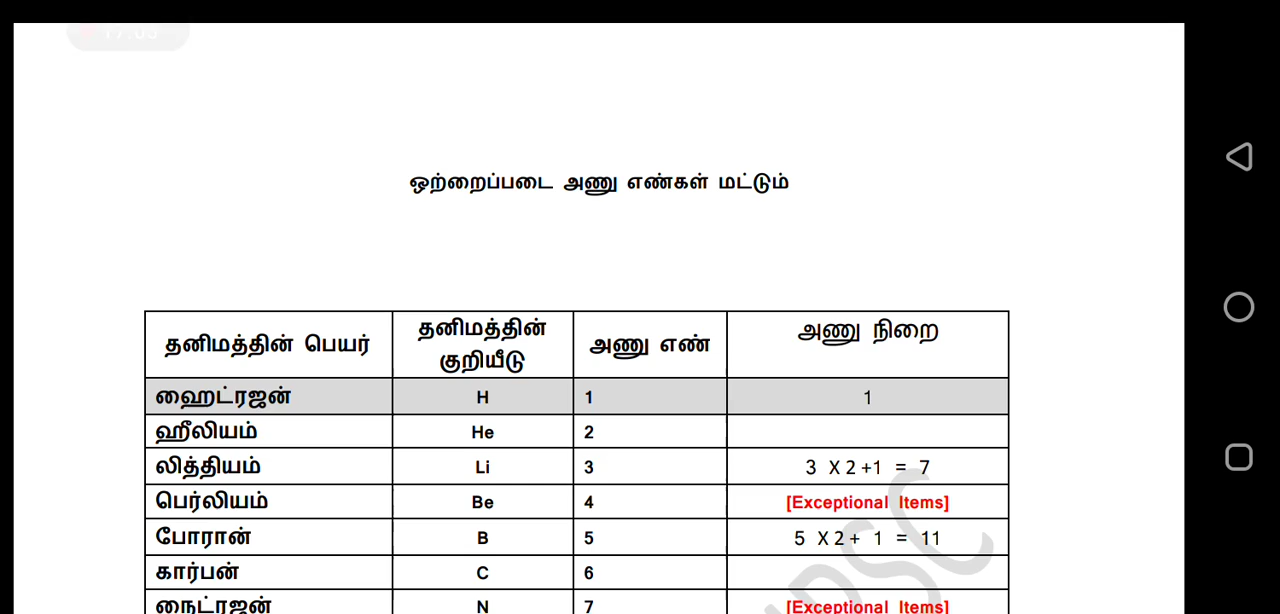 ஒற்றைப்படை அணு எண்கள் மட்டும்
தனிமத்தின் பெயர் தனிமத்தின் குறியீடு அணு எண் அணு நிறை
ஹைட்ரஜன் H 1 1
ஹீலியம் He 2
லித்தியம் Li 3 3 X 2 +1 = 7
பெர்லியம் Be 4 [Exceptional Items]
போரான் B 5 5 X 2 + 1 = 11
கார்பன் C 6
நைட்ரஜன் N 7 [Exceptional Items]